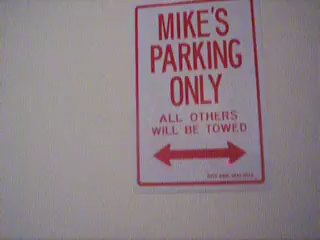 MIKE'S
PARKING
ONLY
ALL OTHERS
WILL BE TOWED